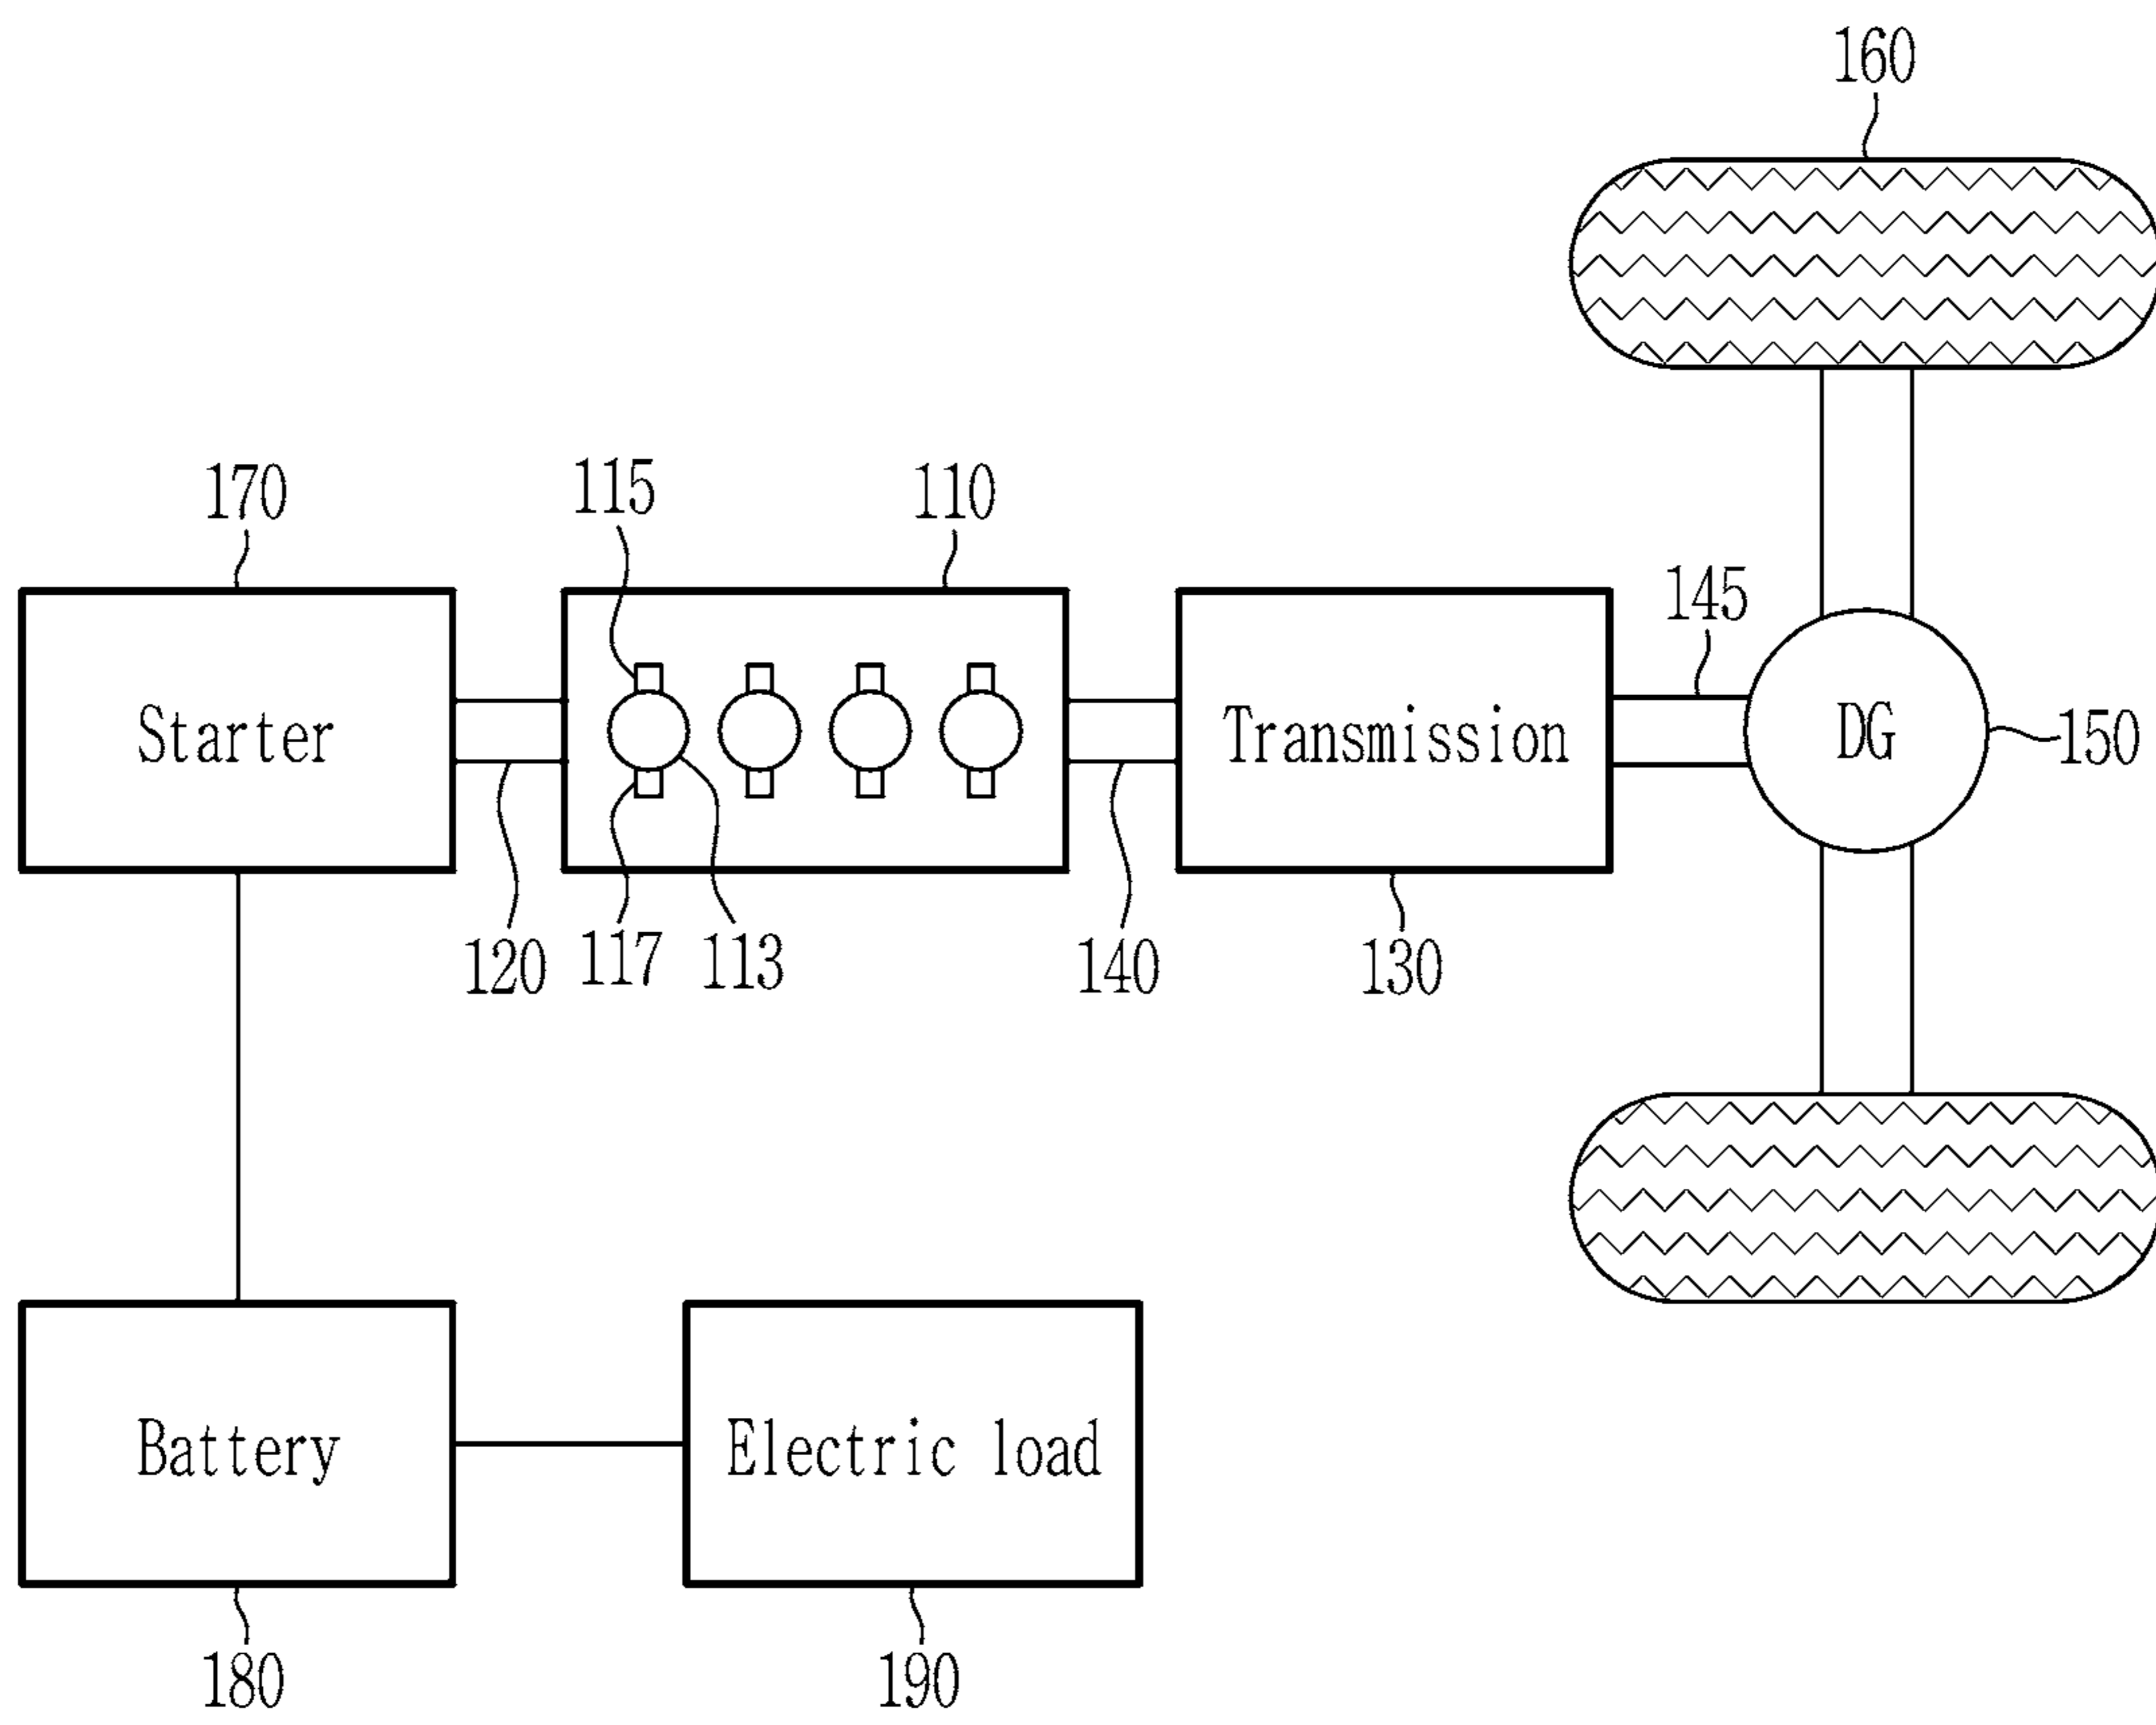 160
170
115
110
145
Starter
Transmission
DG
150
120
117
113
140
130
Battery
Electric load
180
190